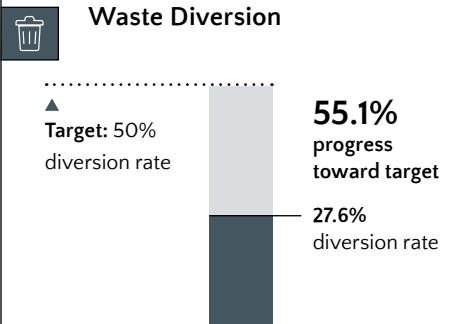 Waste Diversion
Target: 50%
diversion rate
55.1%
progress
toward target
27.6%
diversion rate